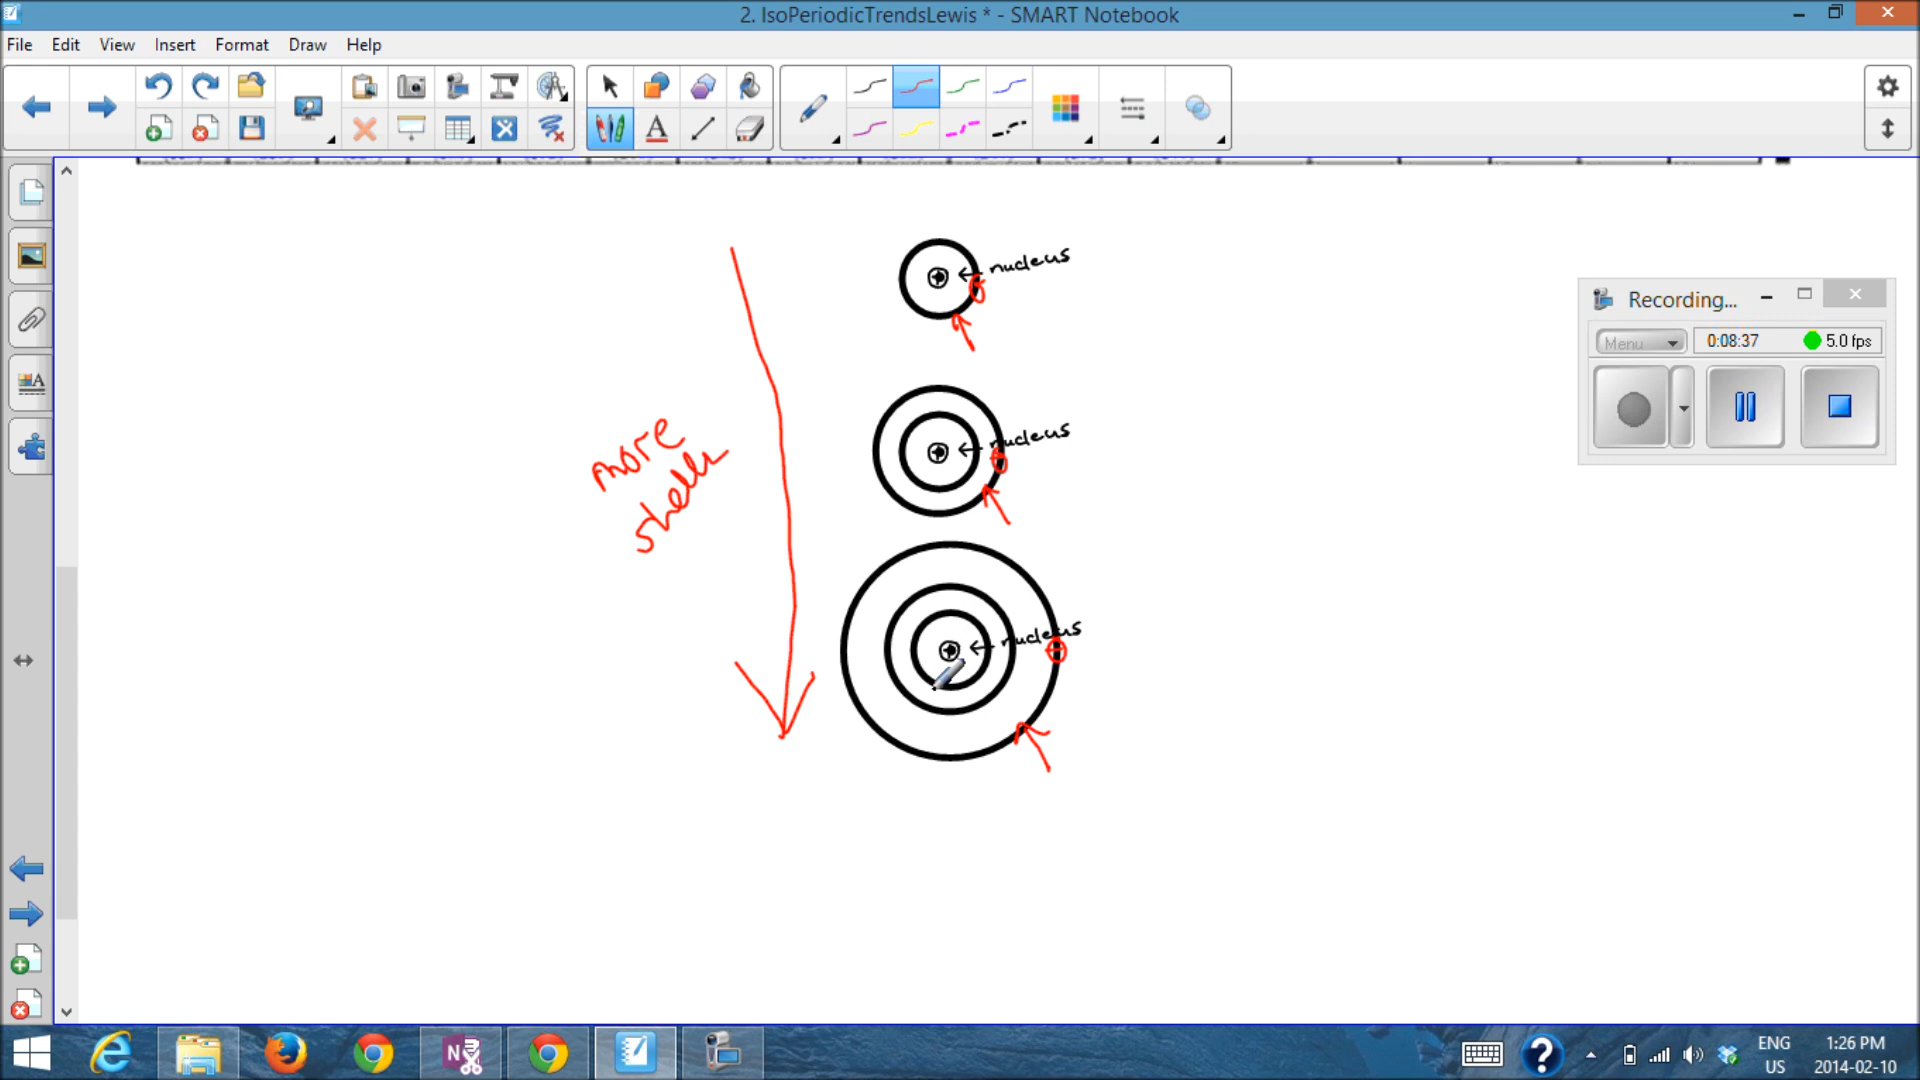 2. IsoPeriodicTrendsLewis * - SMART Notebook
File Edit View Insert Format Draw Help
nucleus
Recording...
Menu 0:08:37 5.0 fps
more
shells
nucleus
nucleus
ENG 1:26 PM
US 2014-02-10